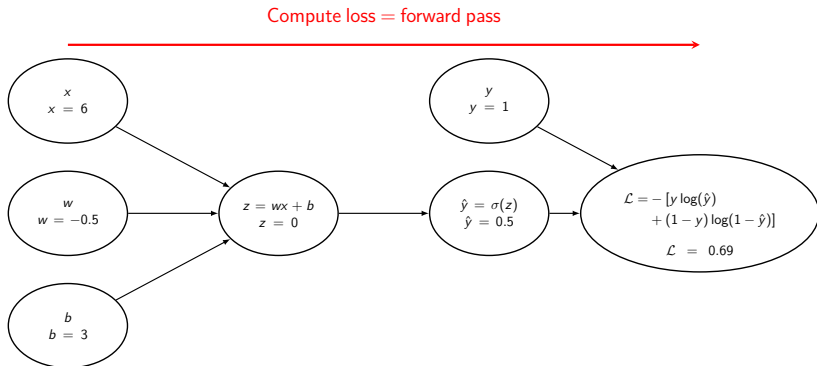 Compute loss = forward pass
x
x = 6
y
y = 1
w
w = −0.5
z = wx + b
z = 0
ŷ = σ(z)
ŷ = 0.5
ℒ = − [y log(ŷ)
+ (1 − y) log(1 − ŷ)]
ℒ = 0.69
b
b = 3